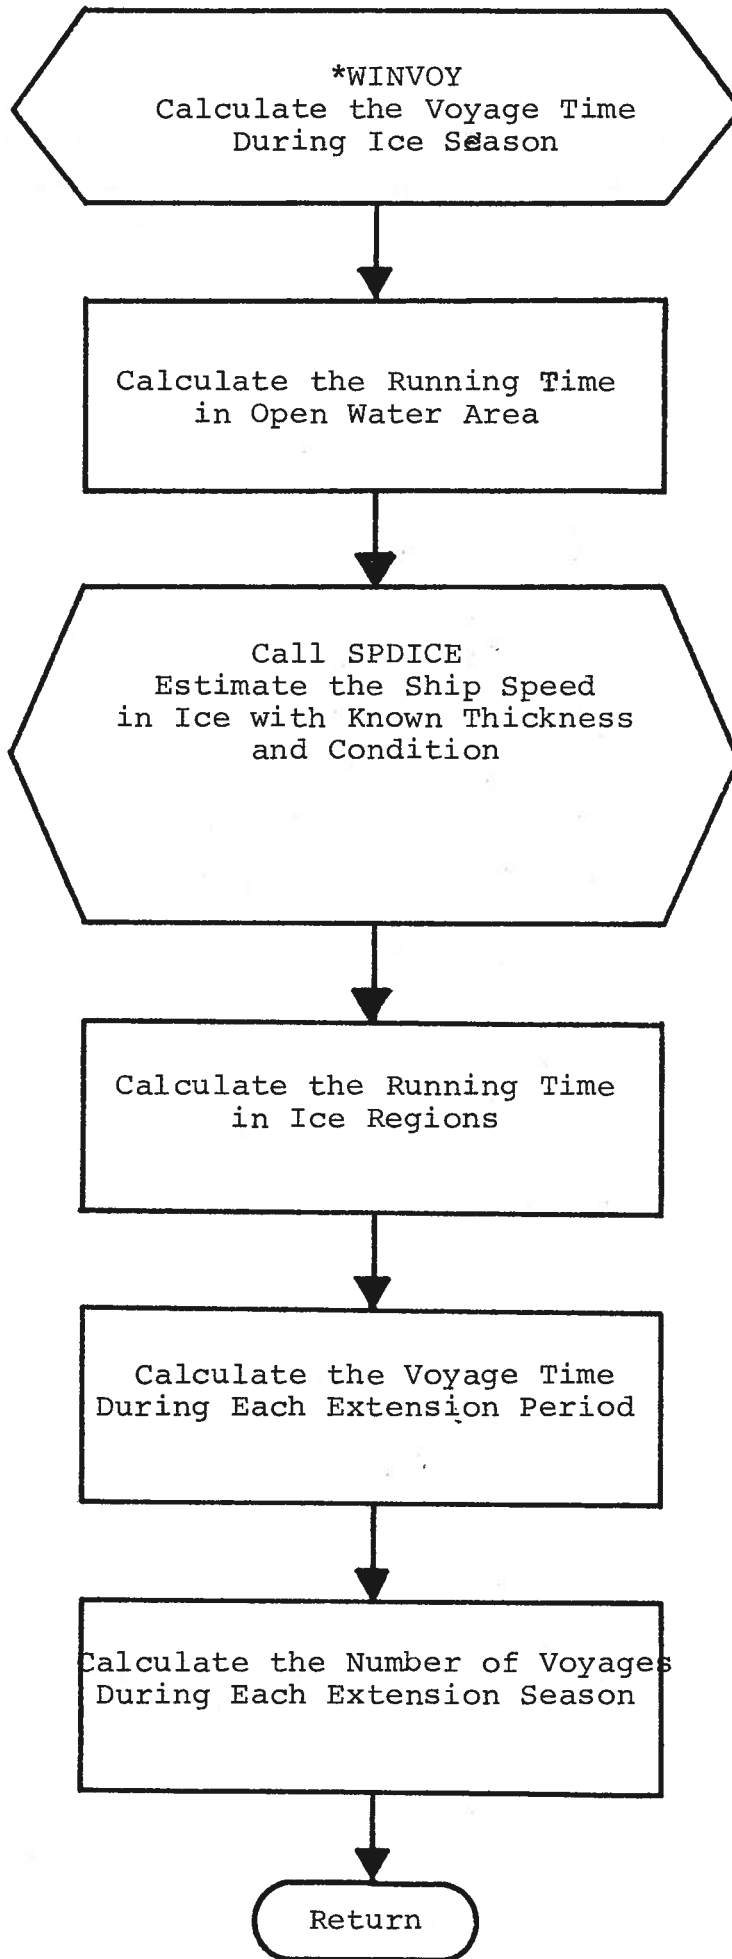 *WINVOY
Calculate the Voyage Time
During Ice Season
Calculate the Running Time
in Open Water Area
Call SPDICE
Estimate the Ship Speed
in Ice with Known Thickness
and Condition
Calculate the Running Time
in Ice Regions
Calculate the Voyage Time
During Each Extension Period
Calculate the Number of Voyages
During Each Extension Season
Return